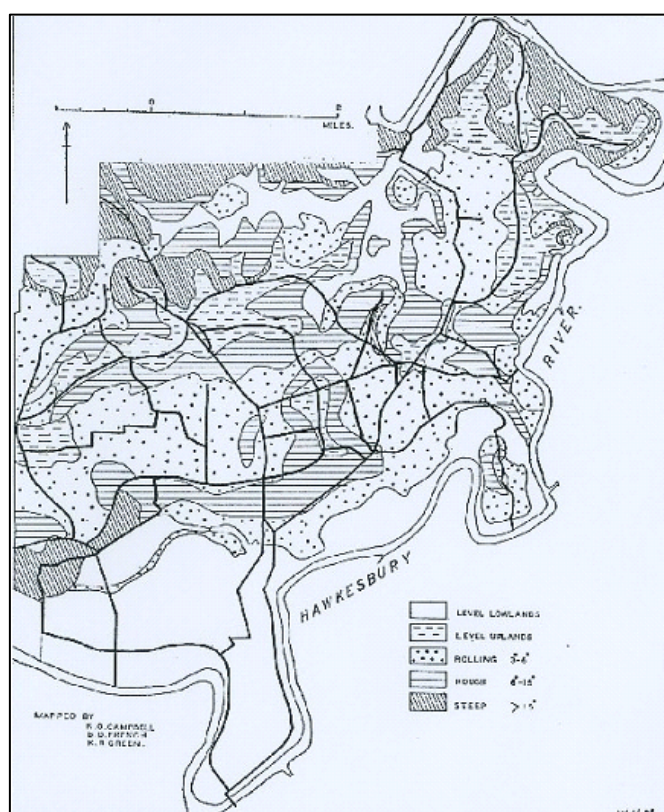 0 2
MILES.
RIVER.
HAWKESBURY
LEVEL LOWLANDS
LEVEL UPLANDS
ROLLING 3°-6°
ROUGH 6°-15°
STEEP >15°
MAPPED BY
K.O.CAMPBELL
D.D.FRENCH
K.R GREEN.